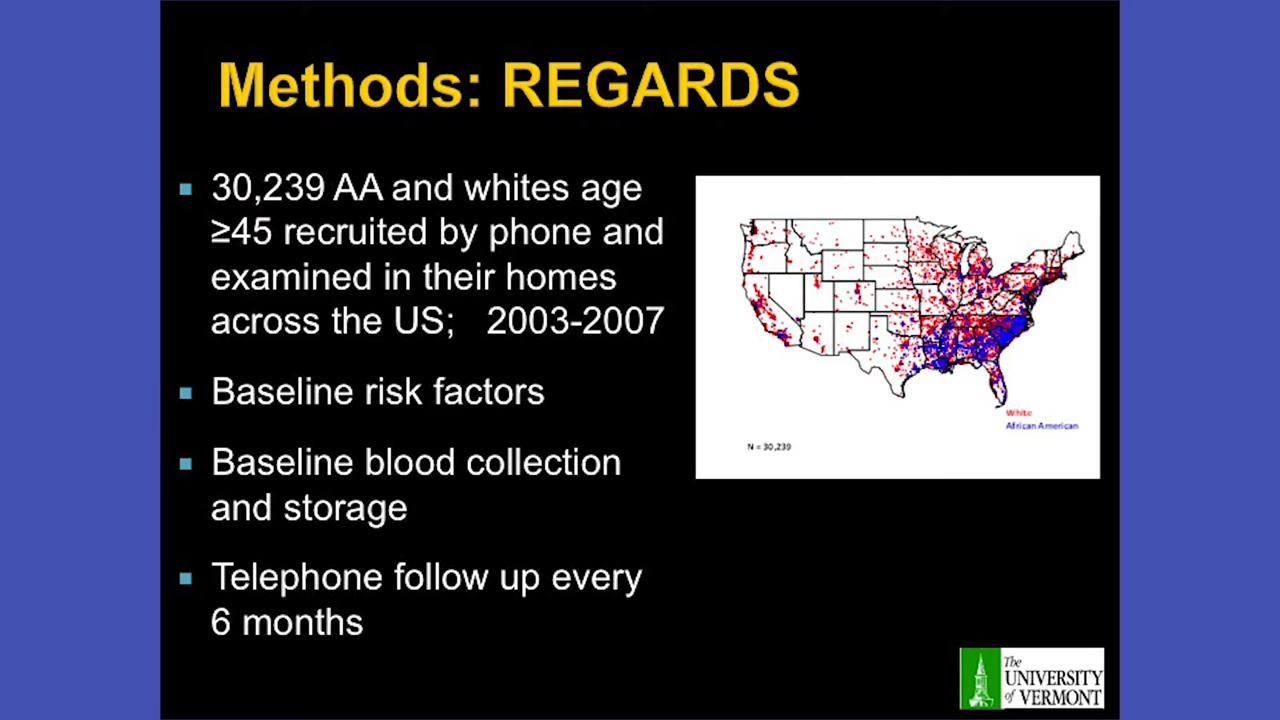 Methods: REGARDS
30,239 AA and whites age
≥45 recruited by phone and
examined in their homes
across the US; 2003-2007
Baseline risk factors
Baseline blood collection
and storage
Telephone follow up every
6 months
White
African American
N = 30,239
The
UNIVERSITY
of VERMONT